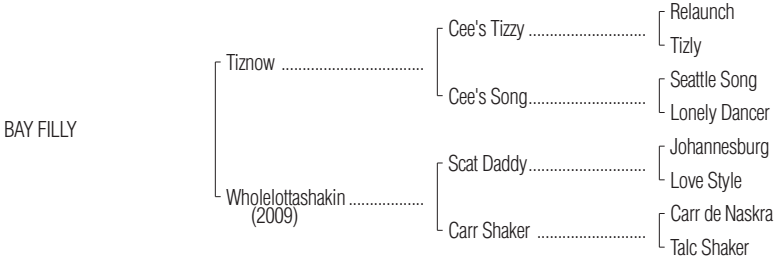 Relaunch
Cee's Tizzy ..............................
Tizly
Tiznow ....................................
Seattle Song
Cee's Song..............................
Lonely Dancer
BAY FILLY
Johannesburg
Scat Daddy..............................
Love Style
Wholelottashakin ...................
(2009)
Carr de Naskra
Carr Shaker ............................
Talc Shaker